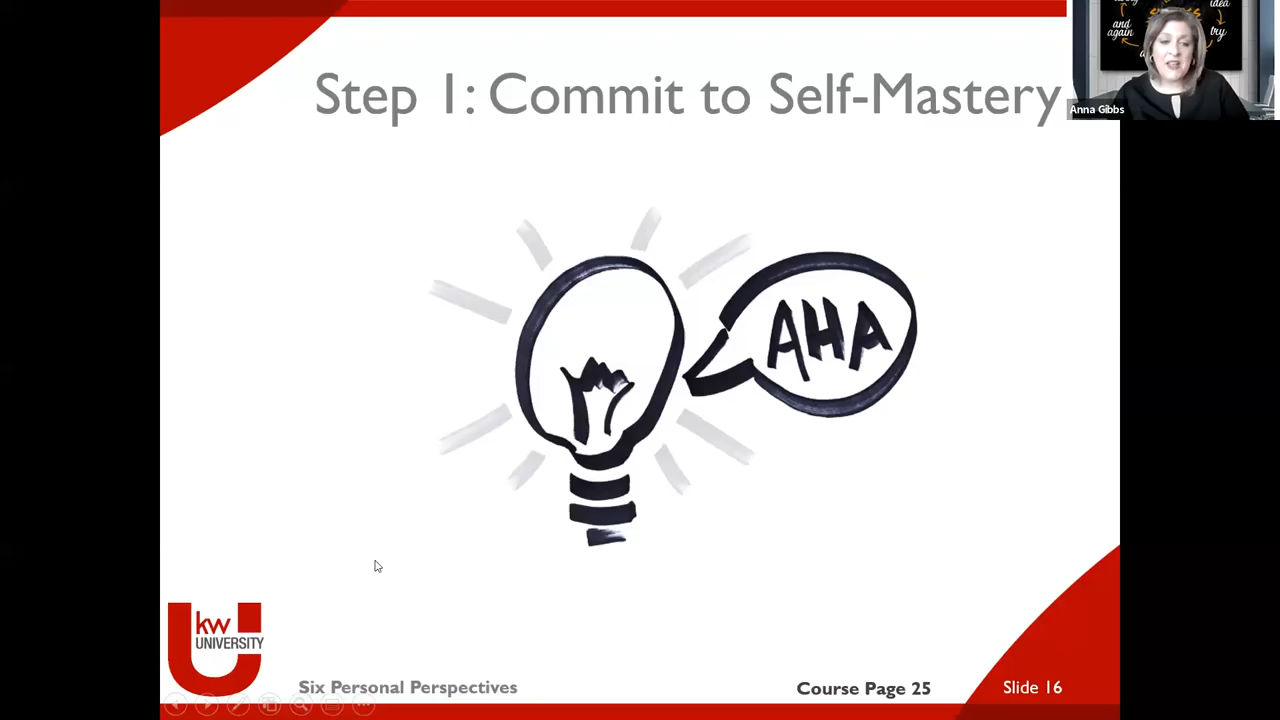 idea
and
again
try
Anna Gibbs
Step 1: Commit to Self-Mastery
AHA
kw
UNIVERSITY
Six Personal Perspectives
Course Page 25
Slide 16